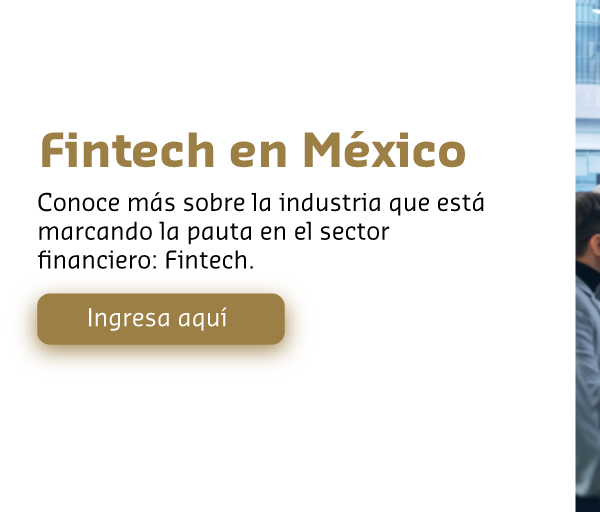 Fintech en México
Conoce más sobre la industria que está
marcando la pauta en el sector
financiero: Fintech.
Ingresa aquí